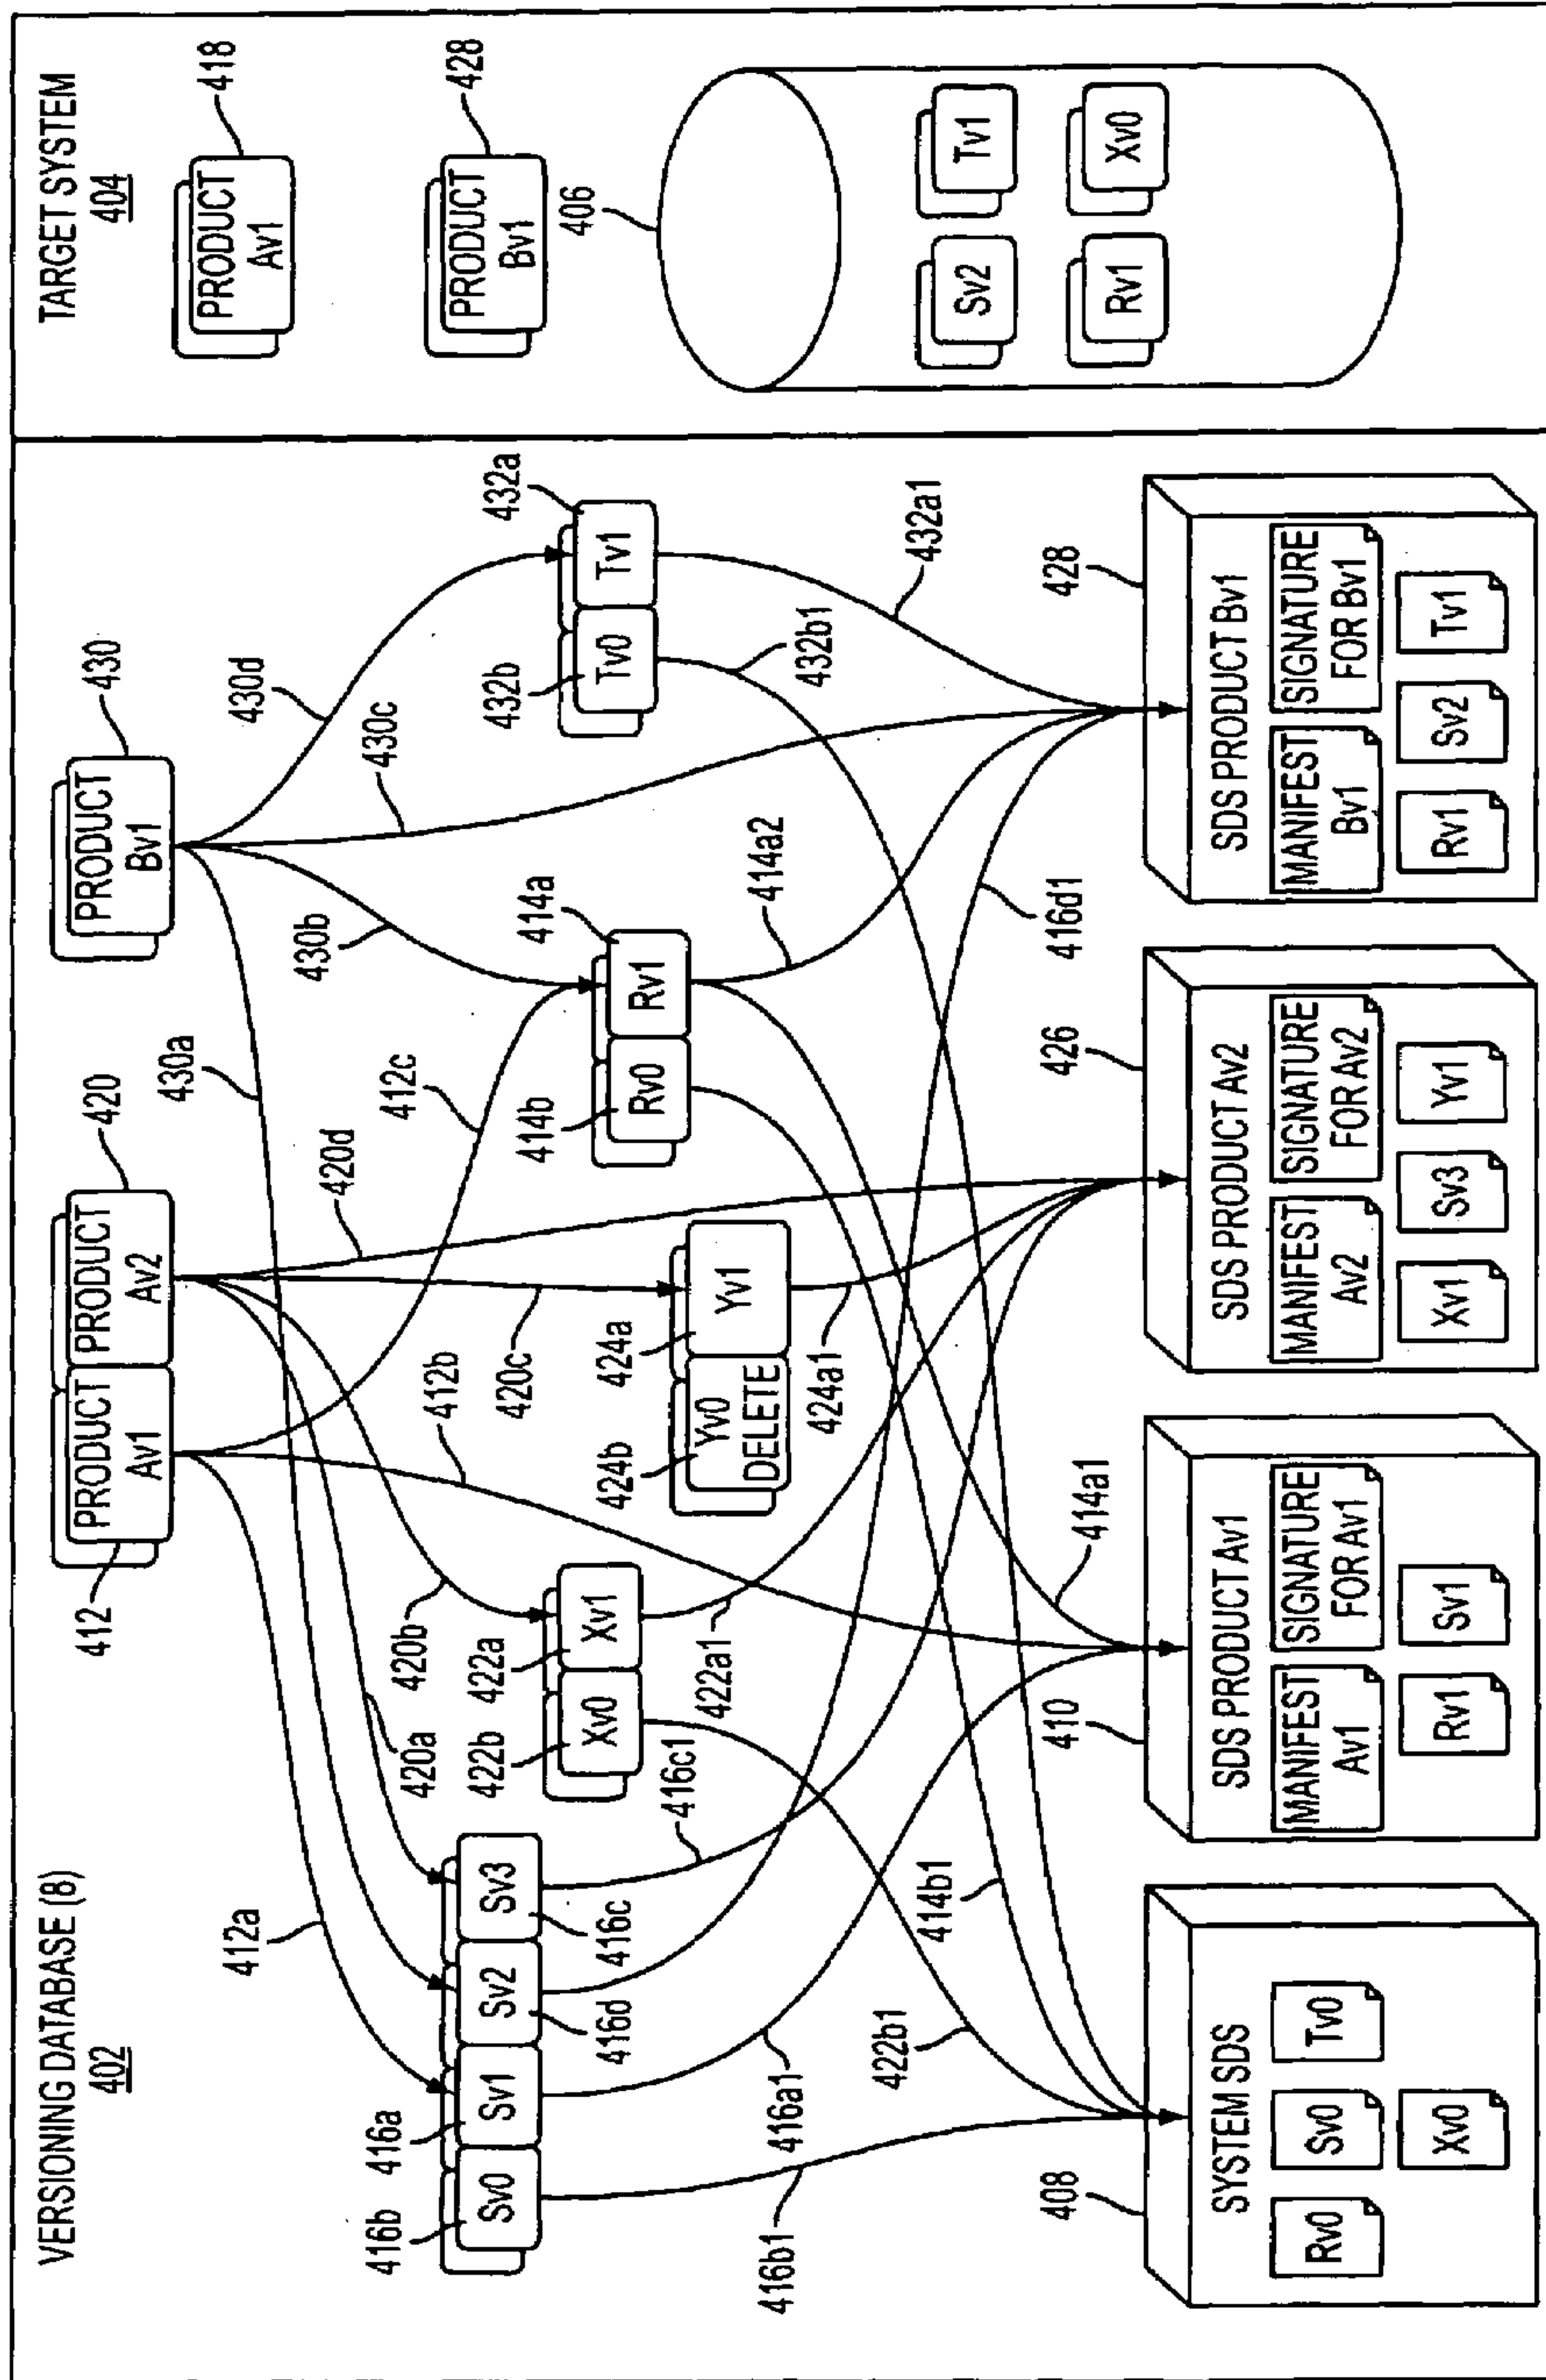 VERSIONING DATABASE (8)
402
412
PRODUCT
Av1
PRODUCT
Av2
420
PRODUCT
Bv1
430
412a
420a
420b
412b
420c
420d
412c
430a
430b
430c
430d
416b
416a
Sv0
Sv1
Sv2
Sv3
416d
416c
422b
422a
Xv0
Xv1
424b
424a
Yv0
DELETE
Yv1
414b
414a
Rv0
Rv1
432b
432a
Tv0
Tv1
416b1
416a1
422b1
416c1
422a1
414b1
424a1
414a1
414a2
416d1
432b1
432a1
408
SYSTEM SDS
Rv0
Sv0
Tv0
Xv0
410
SDS PRODUCT Av1
MANIFEST
Av1
SIGNATURE
FOR Av1
Rv1
Sv1
426
SDS PRODUCT Av2
MANIFEST
Av2
SIGNATURE
FOR Av2
Xv1
Sv3
Yv1
428
SDS PRODUCT Bv1
MANIFEST
Bv1
SIGNATURE
FOR Bv1
Rv1
Sv2
Tv1
TARGET SYSTEM
404
PRODUCT
Av1
418
PRODUCT
Bv1
428
406
Sv2
Tv1
Rv1
Xv0